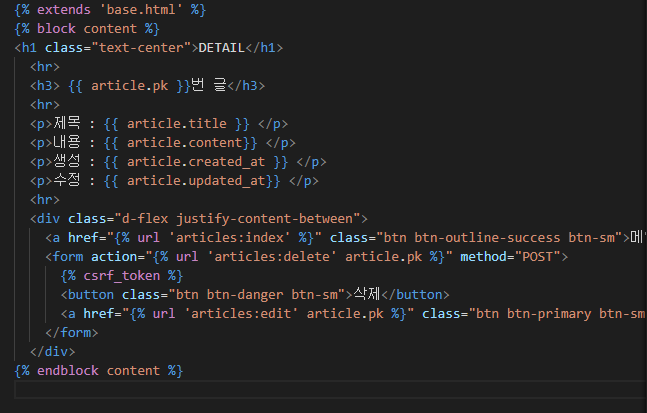 {% extends 'base.html' %}
{% block content %}
<h1 class="text-center">DETAIL</h1>
<hr>
<h3> {{ article.pk }}번 글</h3>
<hr>
<p>제목 : {{ article.title }} </p>
<p>내용 : {{ article.content}} </p>
<p>생성 : {{ article.created_at }} </p>
<p>수정 : {{ article.updated_at}} </p>
<hr>
<div class="d-flex justify-content-between">
<a href="{% url 'articles:index' %}" class="btn btn-outline-success btn-sm">메
<form action="{% url 'articles:delete' article.pk %}" method="POST">
{% csrf_token %}
<button class="btn btn-danger btn-sm">삭제</button>
<a href="{% url 'articles:edit' article.pk %}" class="btn btn-primary btn-sm
</form>
</div>
{% endblock content %}